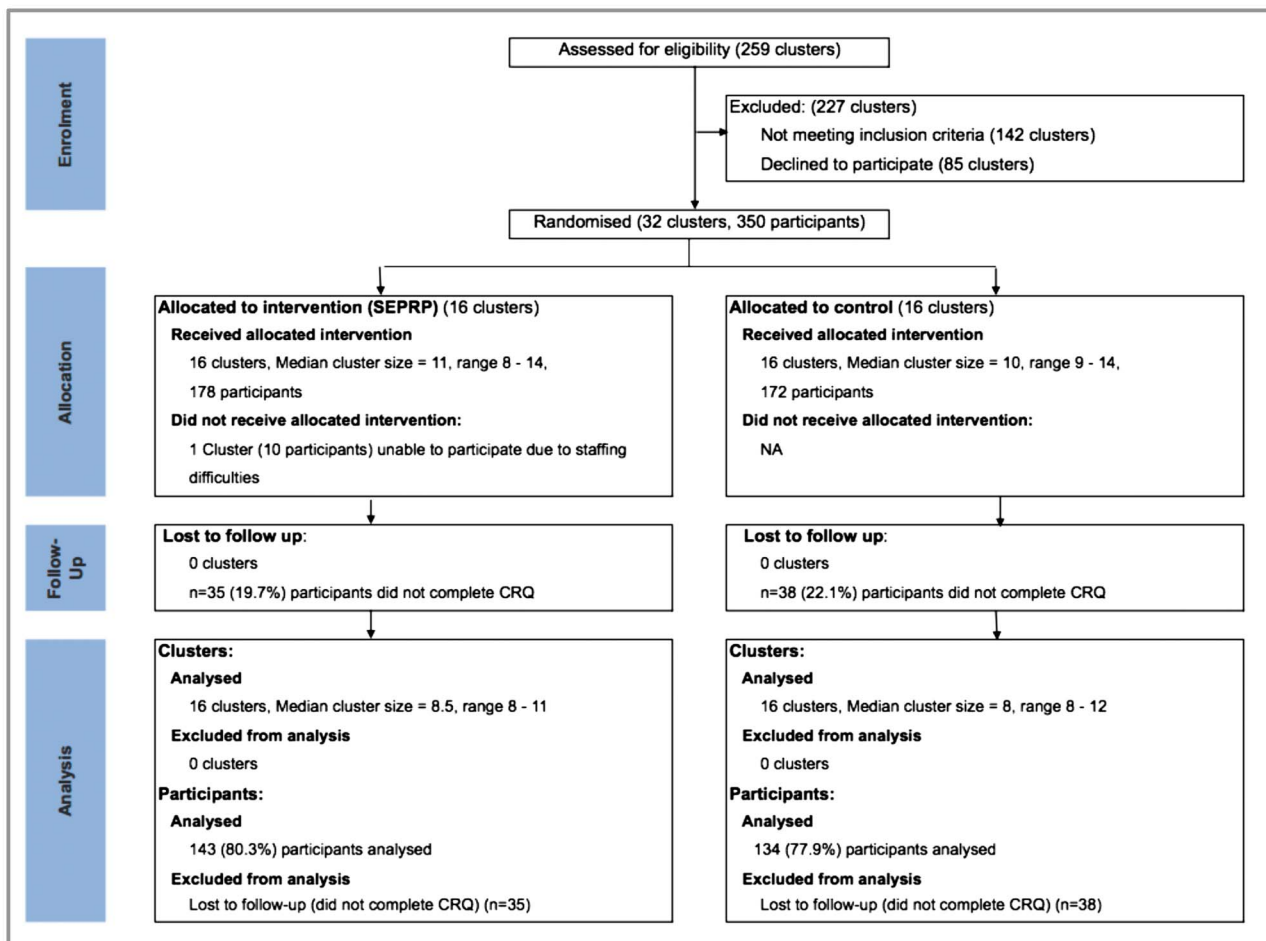 Enrolment
Assessed for eligibility (259 clusters)
Excluded: (227 clusters)
Not meeting inclusion criteria (142 clusters)
Declined to participate (85 clusters)
Randomised (32 clusters, 350 participants)
Allocation
Allocated to intervention (SEPRP) (16 clusters)
Received allocated intervention
16 clusters, Median cluster size = 11, range 8 - 14,
178 participants
Did not receive allocated intervention:
1 Cluster (10 participants) unable to participate due to staffing
difficulties
Allocated to control (16 clusters)
Received allocated intervention
16 clusters, Median cluster size = 10, range 9 - 14,
172 participants
Did not receive allocated intervention:
NA
Follow-
Up
Lost to follow up:
0 clusters
n=35 (19.7%) participants did not complete CRQ
Lost to follow up:
0 clusters
n=38 (22.1%) participants did not complete CRQ
Analysis
Clusters:
Analysed
16 clusters, Median cluster size = 8.5, range 8 - 11
Excluded from analysis
0 clusters
Participants:
Analysed
143 (80.3%) participants analysed
Excluded from analysis
Lost to follow-up (did not complete CRQ) (n=35)
Clusters:
Analysed
16 clusters, Median cluster size = 8, range 8 - 12
Excluded from analysis
0 clusters
Participants:
Analysed
134 (77.9%) participants analysed
Excluded from analysis
Lost to follow-up (did not complete CRQ) (n=38)